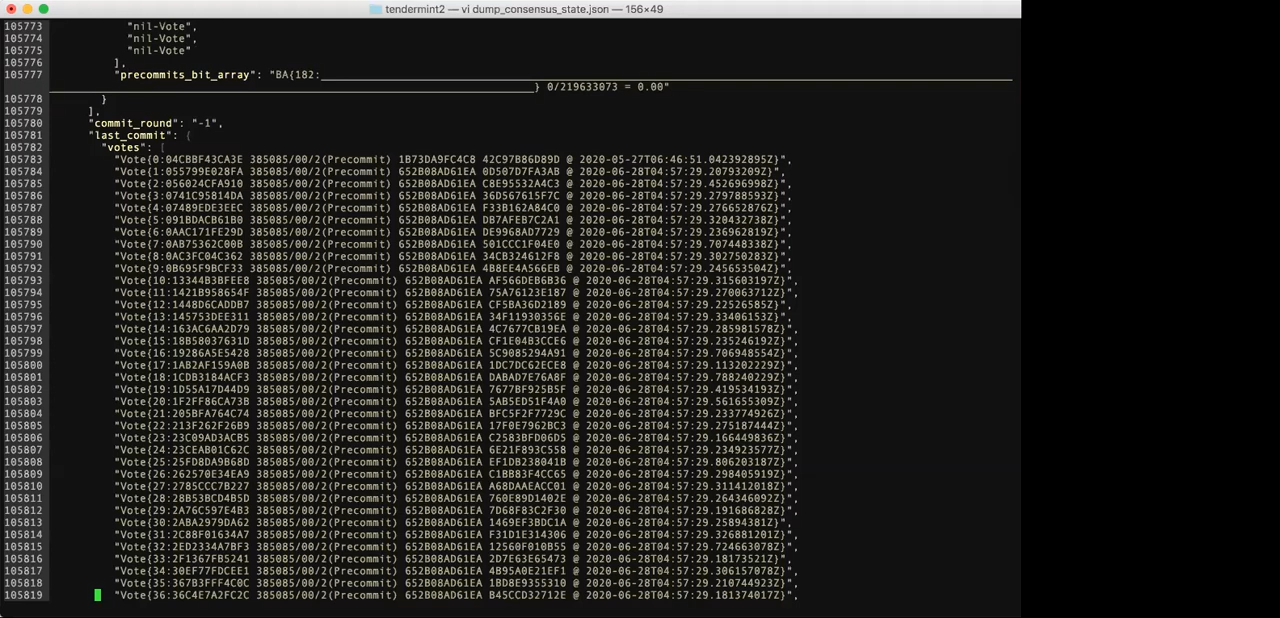 tendermint2 — vi dump_consensus_state.json — 156×49
105773 "nil-Vote",
105774 "nil-Vote",
105775 "nil-Vote"
105776 ],
105777 "precommits_bit_array": "BA{182:____________________________________________________________________________________________________
______________________________________________________________________} 0/219633073 = 0.00"
105778 }
105779 ],
105780 "commit_round": "-1",
105781 "last_commit": {
105782 "votes": [
105783 "Vote{0:04CBBF43CA3E 385085/00/2(Precommit) 1B73DA9FC4C8 42C97B86D89D @ 2020-05-27T06:46:51.042392895Z}",
105784 "Vote{1:055799E028FA 385085/00/2(Precommit) 652B08AD61EA 0D507D7FA3AB @ 2020-06-28T04:57:29.20793209Z}",
105785 "Vote{2:056024CFA910 385085/00/2(Precommit) 652B08AD61EA C8E95532A4C3 @ 2020-06-28T04:57:29.452696998Z}",
105786 "Vote{3:0741C95814DA 385085/00/2(Precommit) 652B08AD61EA 36D567615F7C @ 2020-06-28T04:57:29.279788593Z}",
105787 "Vote{4:07489EDE3EEC 385085/00/2(Precommit) 652B08AD61EA F33B162A84C0 @ 2020-06-28T04:57:29.276652876Z}",
105788 "Vote{5:091BDACB61B0 385085/00/2(Precommit) 652B08AD61EA DB7AFEB7C2A1 @ 2020-06-28T04:57:29.320432738Z}",
105789 "Vote{6:0AAC171FE29D 385085/00/2(Precommit) 652B08AD61EA DE9968AD7729 @ 2020-06-28T04:57:29.236962819Z}",
105790 "Vote{7:0AB75362C00B 385085/00/2(Precommit) 652B08AD61EA 501CCC1F04E0 @ 2020-06-28T04:57:29.707448338Z}",
105791 "Vote{8:0AC3FC04C362 385085/00/2(Precommit) 652B08AD61EA 34CB324612F8 @ 2020-06-28T04:57:29.302750283Z}",
105792 "Vote{9:0B695F9BCF33 385085/00/2(Precommit) 652B08AD61EA 4B8EE4A566EB @ 2020-06-28T04:57:29.245653504Z}",
105793 "Vote{10:13344B3BFEE8 385085/00/2(Precommit) 652B08AD61EA AF566DEB6B36 @ 2020-06-28T04:57:29.315603197Z}",
105794 "Vote{11:1421B958654F 385085/00/2(Precommit) 652B08AD61EA 75A76123E187 @ 2020-06-28T04:57:29.270063712Z}",
105795 "Vote{12:1448D6CADDB7 385085/00/2(Precommit) 652B08AD61EA CF5BA36D2189 @ 2020-06-28T04:57:29.22526585Z}",
105796 "Vote{13:145753DEE311 385085/00/2(Precommit) 652B08AD61EA 34F11930356E @ 2020-06-28T04:57:29.33406153Z}",
105797 "Vote{14:163AC6AA2D79 385085/00/2(Precommit) 652B08AD61EA 4C7677CB19EA @ 2020-06-28T04:57:29.285981578Z}",
105798 "Vote{15:18B58037631D 385085/00/2(Precommit) 652B08AD61EA CF1E04B3CCE6 @ 2020-06-28T04:57:29.235246192Z}",
105799 "Vote{16:19286A5E5428 385085/00/2(Precommit) 652B08AD61EA 5C9085294A91 @ 2020-06-28T04:57:29.706948554Z}",
105800 "Vote{17:1AB2AF159A0B 385085/00/2(Precommit) 652B08AD61EA 1DC7DC62ECE8 @ 2020-06-28T04:57:29.113202229Z}",
105801 "Vote{18:1CDB3184ACF3 385085/00/2(Precommit) 652B08AD61EA DABAD7E76A8F @ 2020-06-28T04:57:29.788240229Z}",
105802 "Vote{19:1D55A17D44D9 385085/00/2(Precommit) 652B08AD61EA 7677BF925B5F @ 2020-06-28T04:57:29.419534193Z}",
105803 "Vote{20:1F2FF86CA73B 385085/00/2(Precommit) 652B08AD61EA 5AB5ED51F4A0 @ 2020-06-28T04:57:29.561655309Z}",
105804 "Vote{21:205BFA764C74 385085/00/2(Precommit) 652B08AD61EA BFC5F2F7729C @ 2020-06-28T04:57:29.233774926Z}",
105805 "Vote{22:213F262F26B9 385085/00/2(Precommit) 652B08AD61EA 17F0E7962BC3 @ 2020-06-28T04:57:29.275187444Z}",
105806 "Vote{23:23C09AD3ACB5 385085/00/2(Precommit) 652B08AD61EA C2583BFD06D5 @ 2020-06-28T04:57:29.166449836Z}",
105807 "Vote{24:23CEAB01C62C 385085/00/2(Precommit) 652B08AD61EA 6E21F893C558 @ 2020-06-28T04:57:29.234923577Z}",
105808 "Vote{25:25FD8DA9B68D 385085/00/2(Precommit) 652B08AD61EA EF1DB238041B @ 2020-06-28T04:57:29.806203187Z}",
105809 "Vote{26:262570E34EA9 385085/00/2(Precommit) 652B08AD61EA C1BB83F4CC65 @ 2020-06-28T04:57:29.298405919Z}",
105810 "Vote{27:2785CCC7B227 385085/00/2(Precommit) 652B08AD61EA A68DAAEACC01 @ 2020-06-28T04:57:29.311412018Z}",
105811 "Vote{28:28B53BCD4B5D 385085/00/2(Precommit) 652B08AD61EA 760E89D1402E @ 2020-06-28T04:57:29.264346092Z}",
105812 "Vote{29:2A76C597E4B3 385085/00/2(Precommit) 652B08AD61EA 7D68F83C2F30 @ 2020-06-28T04:57:29.191686828Z}",
105813 "Vote{30:2ABA2979DA62 385085/00/2(Precommit) 652B08AD61EA 1469EF3BDC1A @ 2020-06-28T04:57:29.25894381Z}",
105814 "Vote{31:2C88F01634A7 385085/00/2(Precommit) 652B08AD61EA F31D1E314306 @ 2020-06-28T04:57:29.326881201Z}",
105815 "Vote{32:2ED2334A7BF3 385085/00/2(Precommit) 652B08AD61EA 12560F010B55 @ 2020-06-28T04:57:29.724663078Z}",
105816 "Vote{33:2F1367FB5241 385085/00/2(Precommit) 652B08AD61EA 2D7E63E65473 @ 2020-06-28T04:57:29.18173521Z}",
105817 "Vote{34:30EF77FDCEE1 385085/00/2(Precommit) 652B08AD61EA 4B95A0E21EF1 @ 2020-06-28T04:57:29.306157078Z}",
105818 "Vote{35:367B3FFF4C0C 385085/00/2(Precommit) 652B08AD61EA 1BD8E9355310 @ 2020-06-28T04:57:29.210744923Z}",
105819 "Vote{36:36C4E7A2FC2C 385085/00/2(Precommit) 652B08AD61EA B45CCD32712E @ 2020-06-28T04:57:29.181374017Z}",